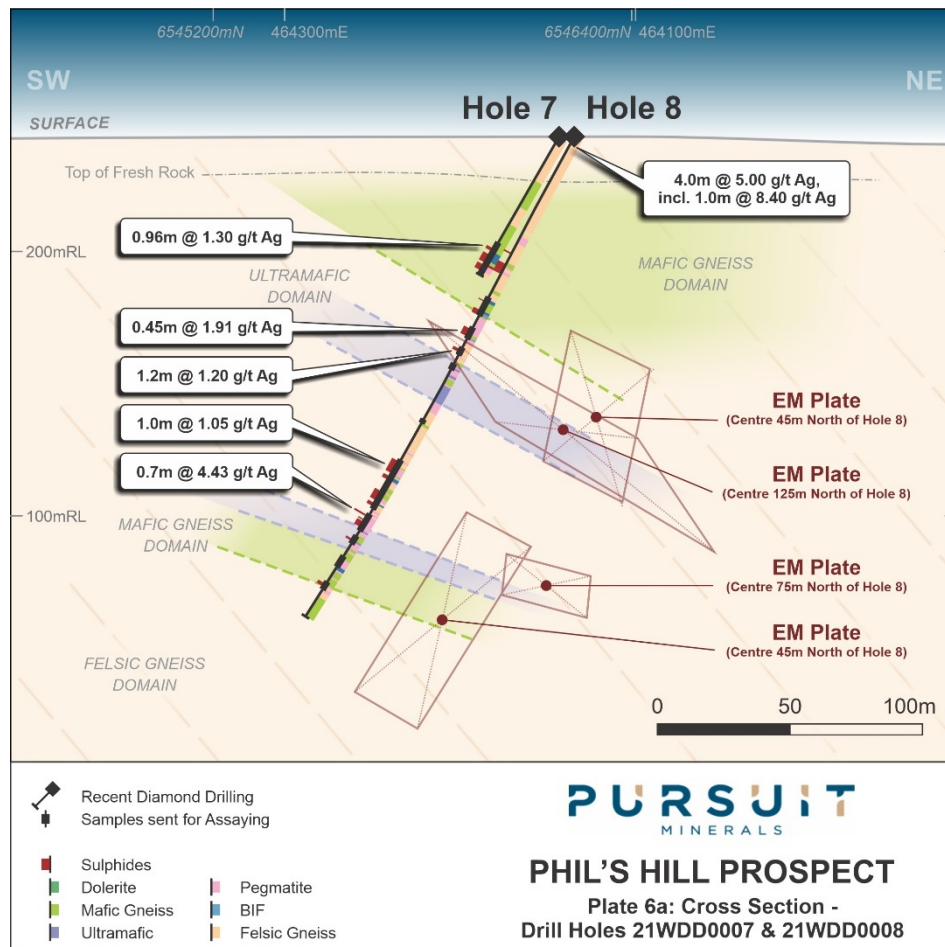 6545200mN 464300mE 6546400mN 464100mE
SW NE
Hole 7 Hole 8
SURFACE
Top of Fresh Rock
4.0m @ 5.00 g/t Ag,
incl. 1.0m @ 8.40 g/t Ag
0.96m @ 1.30 g/t Ag
200mRL
ULTRAMAFIC
DOMAIN
MAFIC GNEISS
DOMAIN
0.45m @ 1.91 g/t Ag
1.2m @ 1.20 g/t Ag
1.0m @ 1.05 g/t Ag
0.7m @ 4.43 g/t Ag
EM Plate
(Centre 45m North of Hole 8)
EM Plate
(Centre 125m North of Hole 8)
100mRL
MAFIC GNEISS
DOMAIN
EM Plate
(Centre 75m North of Hole 8)
EM Plate
(Centre 45m North of Hole 8)
FELSIC GNEISS
DOMAIN
0 50 100m
Recent Diamond Drilling
Samples sent for Assaying
Sulphides
Dolerite
Mafic Gneiss
Ultramafic
Pegmatite
BIF
Felsic Gneiss
PURSUIT
MINERALS
PHIL'S HILL PROSPECT
Plate 6a: Cross Section -
Drill Holes 21WDD0007 & 21WDD0008